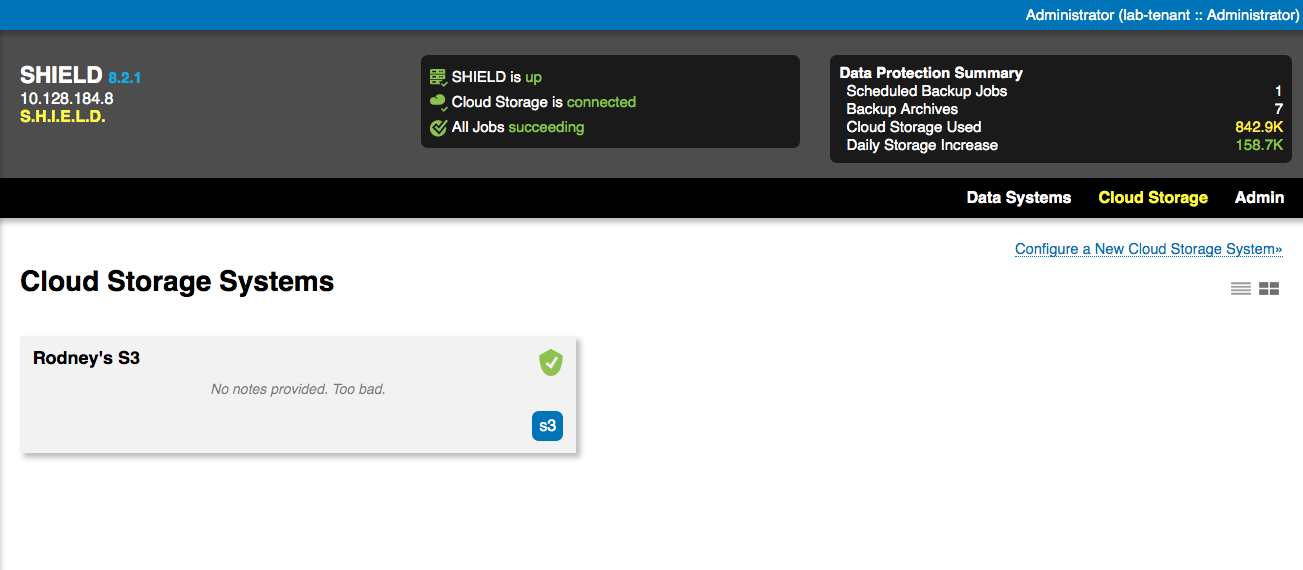 Administrator (lab-tenant :: Administrator)
SHIELD 8.2.1
10.128.184.8
S.H.I.E.L.D.
SHIELD is up
Cloud Storage is connected
All Jobs succeeding
Data Protection Summary
Scheduled Backup Jobs 1
Backup Archives 7
Cloud Storage Used 842.9K
Daily Storage Increase 158.7K
Data Systems Cloud Storage Admin
Configure a New Cloud Storage System»
Cloud Storage Systems
Rodney's S3
No notes provided. Too bad.
s3